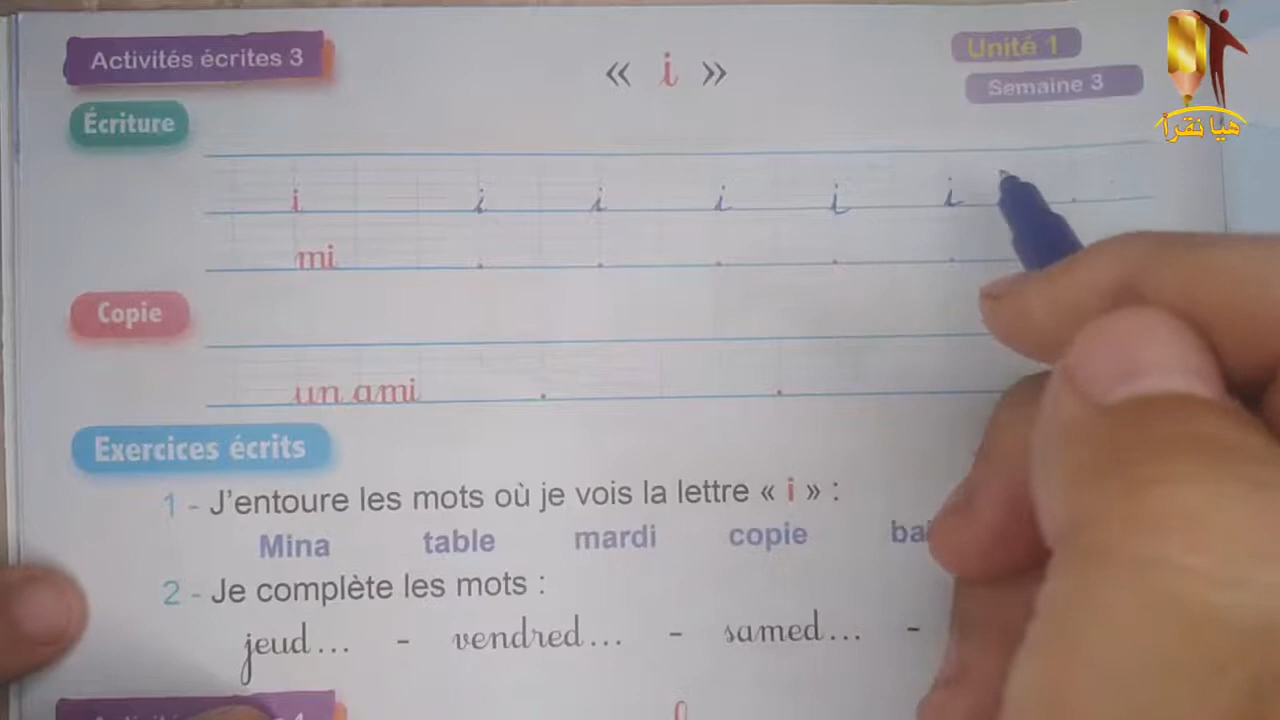 Activités écrites 3
« i »
Unité 1
Semaine 3
هيا نقرأ
Écriture
i i i i i i
mi
Copie
un ami
Exercices écrits
1 - J'entoure les mots où je vois la lettre « i » :
Mina table mardi copie
2 - Je complète les mots :
jeud... - vendred... - samed... -